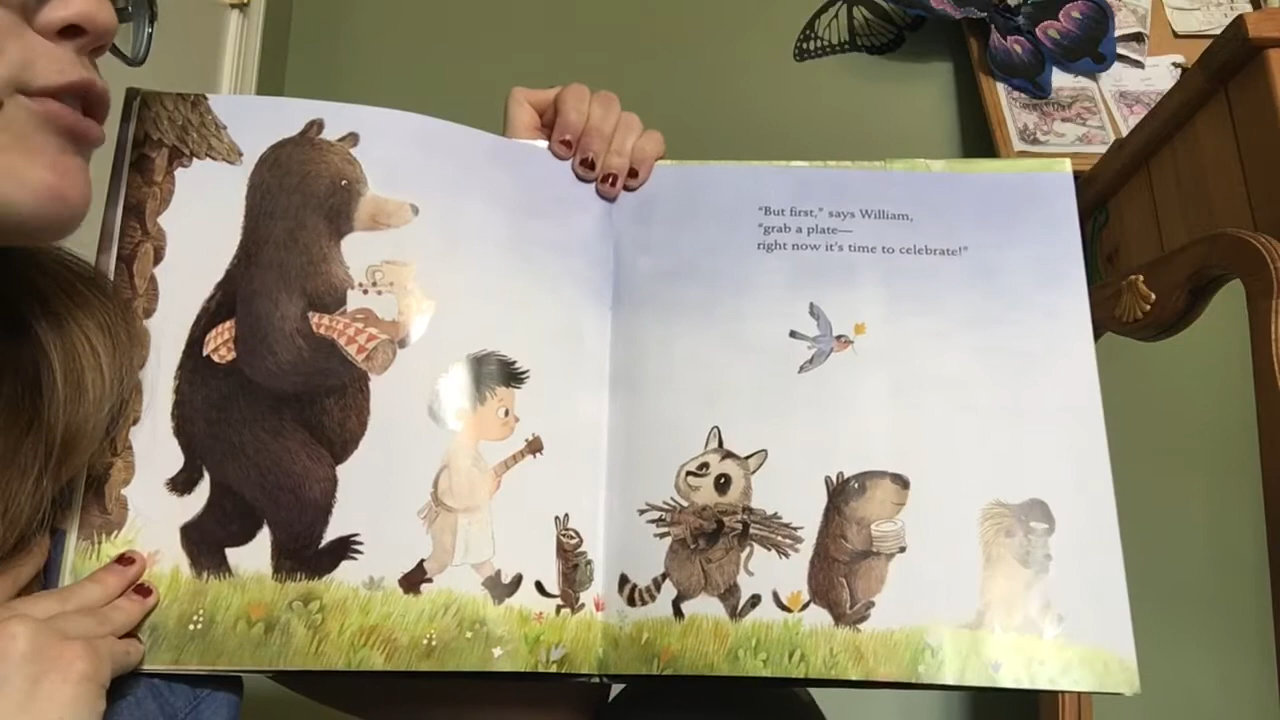 "But first," says William,
"grab a plate—
right now it's time to celebrate!"